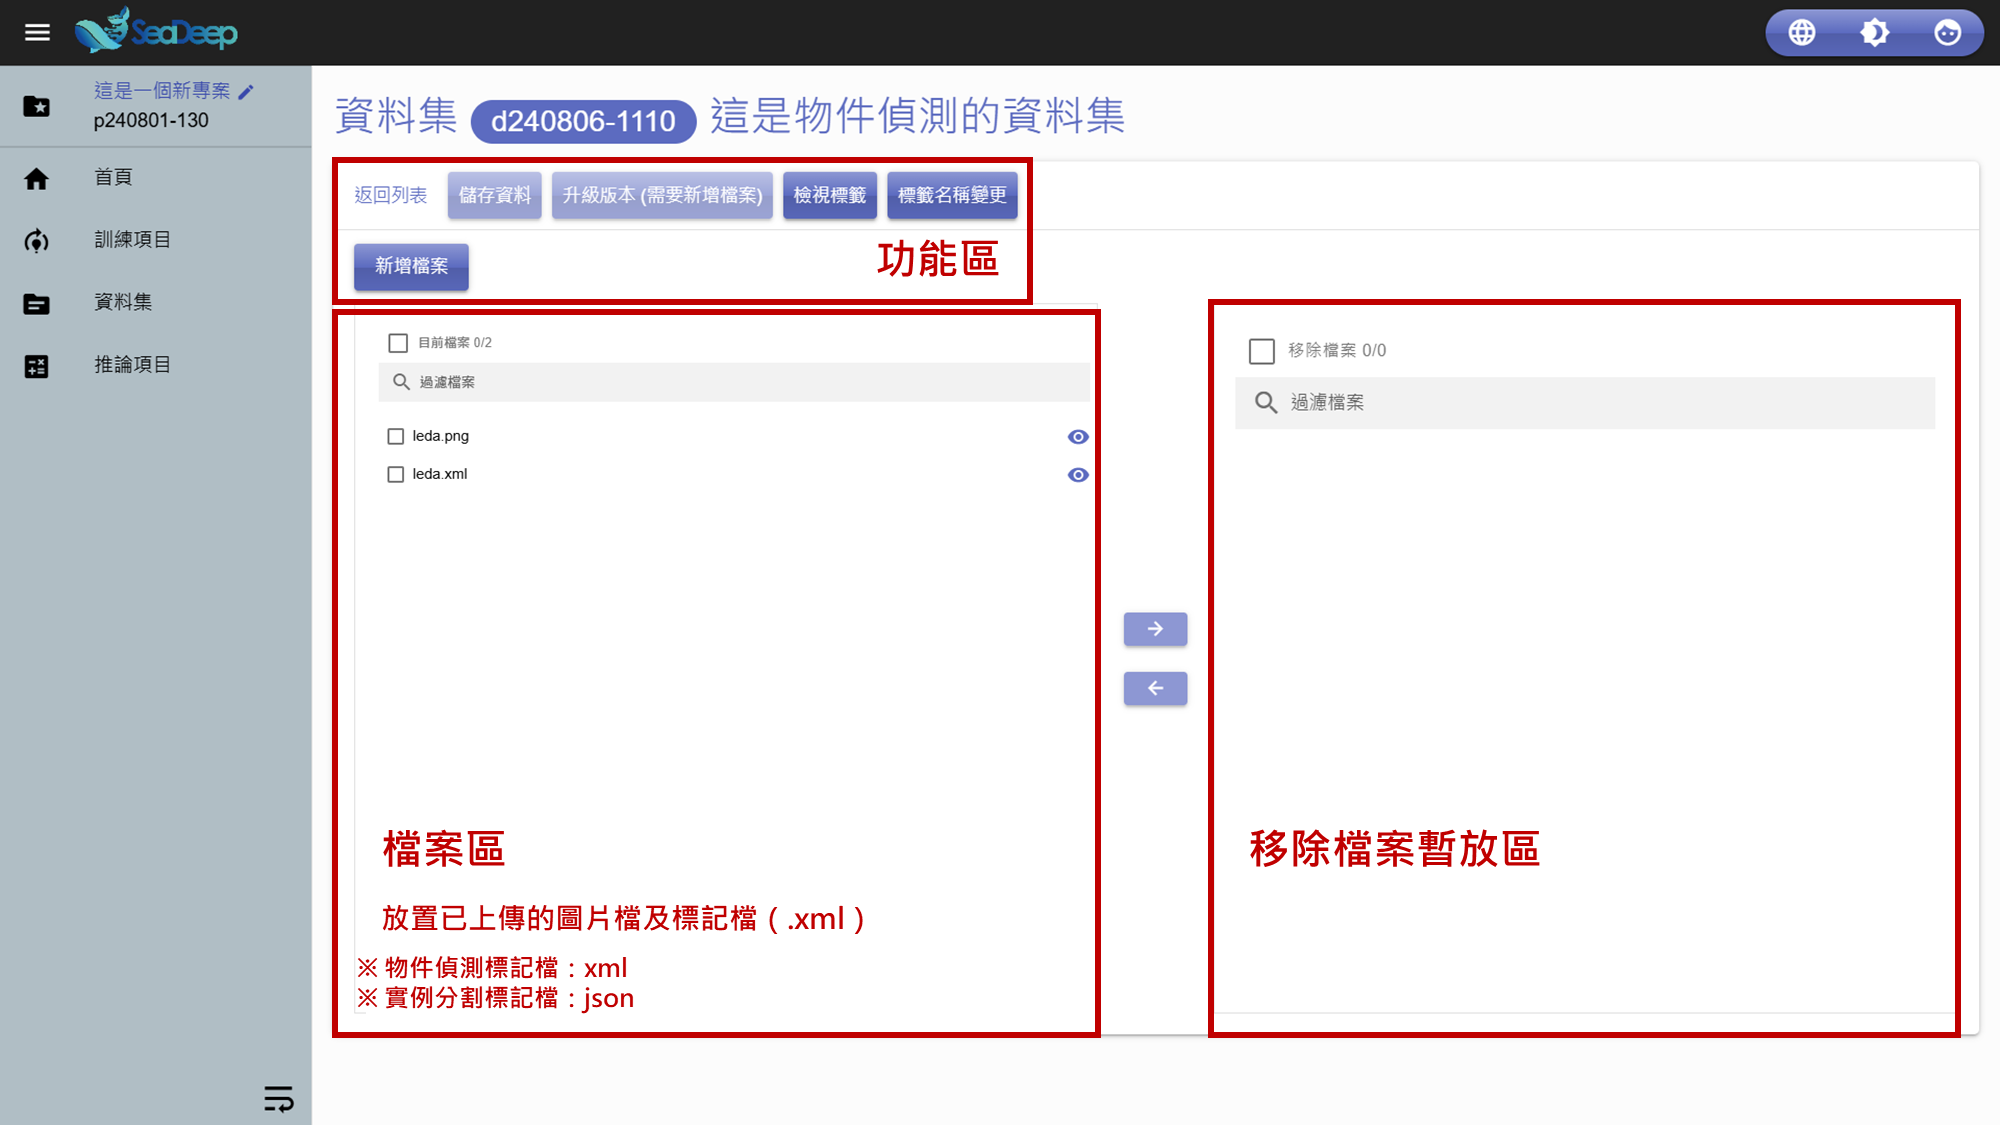 SeaDeep
這是一個新專案
p240801-130
首頁
訓練項目
資料集
推論項目
資料集 d240806-1110 這是物件偵測的資料集
返回列表 儲存資料 升級版本 (需要新增檔案) 檢視標籤 標籤名稱變更
新增檔案
功能區
目前檔案 0/2
過濾檔案
leda.png
leda.xml
檔案區
放置已上傳的圖片檔及標記檔（.xml）
※ 物件偵測標記檔：xml
※ 實例分割標記檔：json
移除檔案 0/0
過濾檔案
移除檔案暫放區